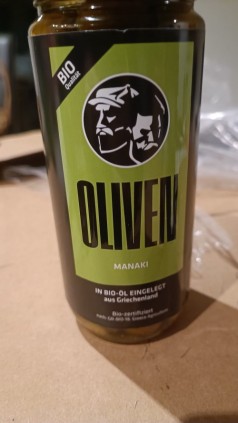 BIO
Qualität
OLIVEN
MANAKI
IN BIO-ÖL EINGELEGT
aus Griechenland
Bio-zertifiziert